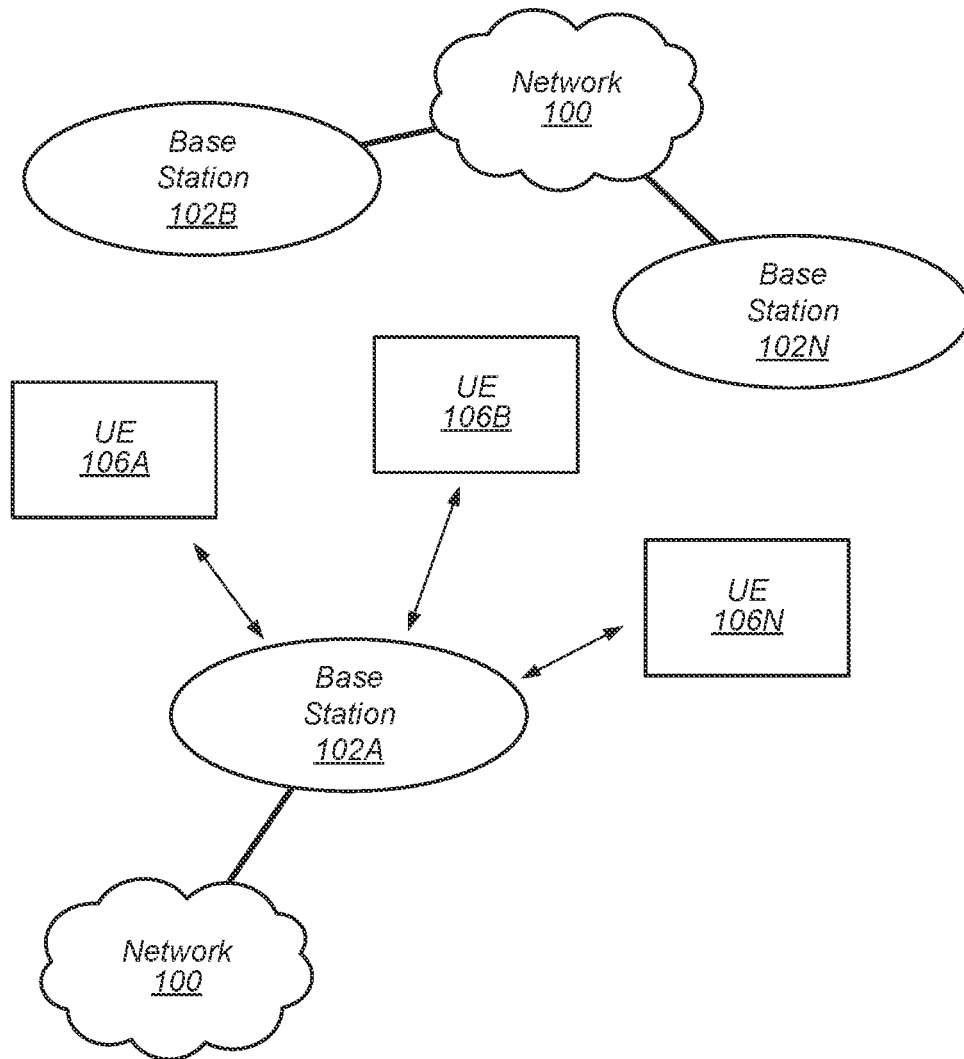 Network
100
Base
Station
102B
Base
Station
102N
UE
106B
UE
106A
UE
106N
Base
Station
102A
Network
100